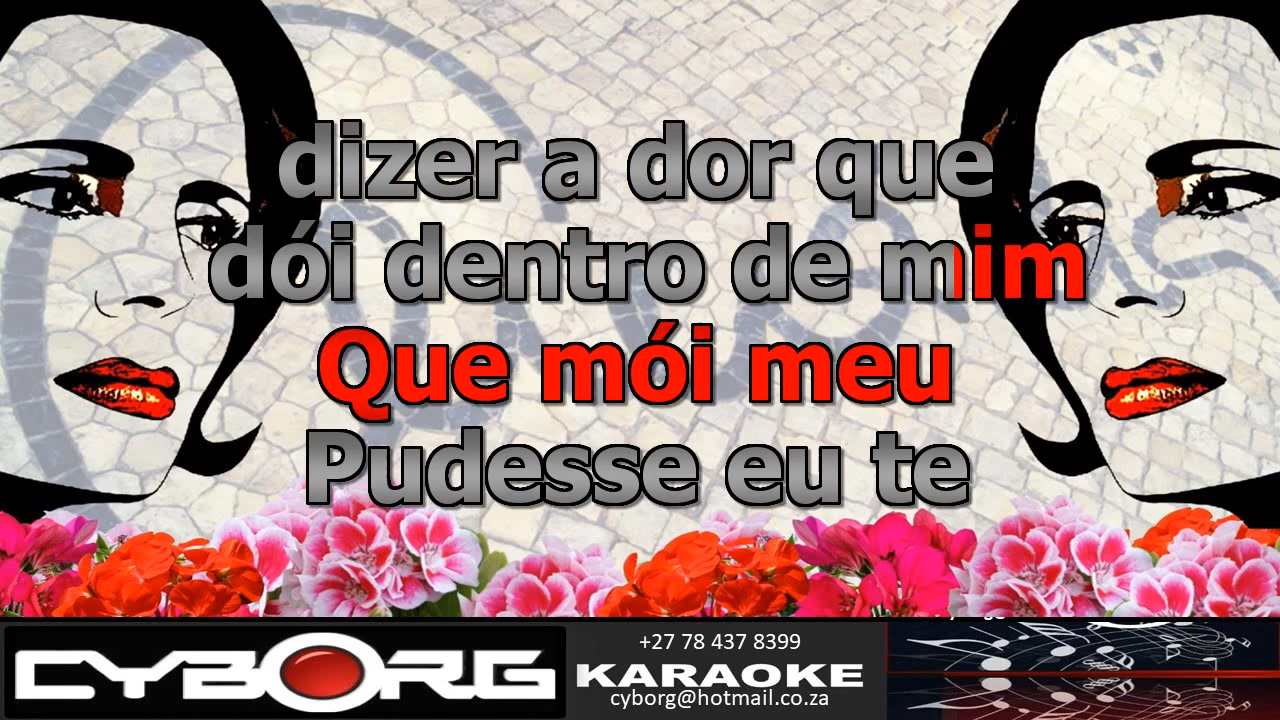 dizer a dor que
dói dentro de mim
Que mói meu
Pudesse eu te
CYBORG
+27 78 437 8399
KARAOKE
cyborg@hotmail.co.za